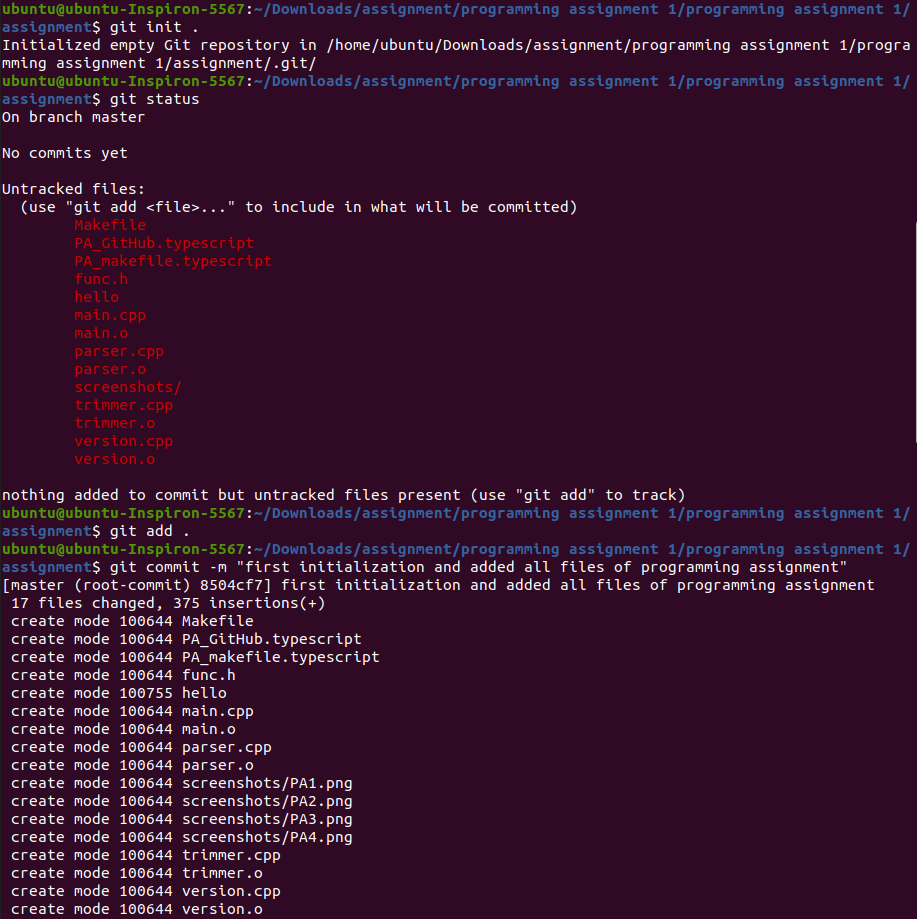 ubuntu@ubuntu-Inspiron-5567:~/Downloads/assignment/programming assignment 1/programming assignment 1/
assignment$ git init .
Initialized empty Git repository in /home/ubuntu/Downloads/assignment/programming assignment 1/progra
mming assignment 1/assignment/.git/
ubuntu@ubuntu-Inspiron-5567:~/Downloads/assignment/programming assignment 1/programming assignment 1/
assignment$ git status
On branch master

No commits yet

Untracked files:
  (use "git add <file>..." to include in what will be committed)
        Makefile
        PA_GitHub.typescript
        PA_makefile.typescript
        func.h
        hello
        main.cpp
        main.o
        parser.cpp
        parser.o
        screenshots/
        trimmer.cpp
        trimmer.o
        version.cpp
        version.o

nothing added to commit but untracked files present (use "git add" to track)
ubuntu@ubuntu-Inspiron-5567:~/Downloads/assignment/programming assignment 1/programming assignment 1/
assignment$ git add .
ubuntu@ubuntu-Inspiron-5567:~/Downloads/assignment/programming assignment 1/programming assignment 1/
assignment$ git commit -m "first initialization and added all files of programming assignment"
[master (root-commit) 8504cf7] first initialization and added all files of programming assignment
 17 files changed, 375 insertions(+)
 create mode 100644 Makefile
 create mode 100644 PA_GitHub.typescript
 create mode 100644 PA_makefile.typescript
 create mode 100644 func.h
 create mode 100755 hello
 create mode 100644 main.cpp
 create mode 100644 main.o
 create mode 100644 parser.cpp
 create mode 100644 parser.o
 create mode 100644 screenshots/PA1.png
 create mode 100644 screenshots/PA2.png
 create mode 100644 screenshots/PA3.png
 create mode 100644 screenshots/PA4.png
 create mode 100644 trimmer.cpp
 create mode 100644 trimmer.o
 create mode 100644 version.cpp
 create mode 100644 version.o